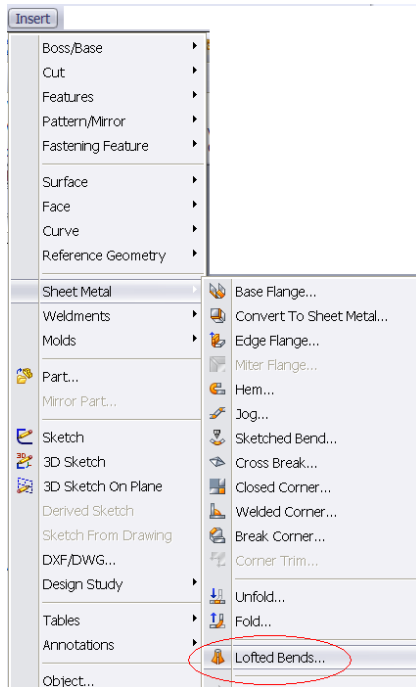 Insert
Boss/Base
Cut
Features
Pattern/Mirror
Fastening Feature
Surface
Face
Curve
Reference Geometry
Sheet Metal
Weldments
Molds
Part...
Mirror Part...
Sketch
3D Sketch
3D Sketch On Plane
Derived Sketch
Sketch From Drawing
DXF/DWG...
Design Study
Tables
Annotations
Object...
Base Flange...
Convert To Sheet Metal...
Edge Flange...
Miter Flange...
Hem...
Jog...
Sketched Bend...
Cross Break...
Closed Corner...
Welded Corner...
Break Corner...
Corner Trim...
Unfold...
Fold...
Lofted Bends...